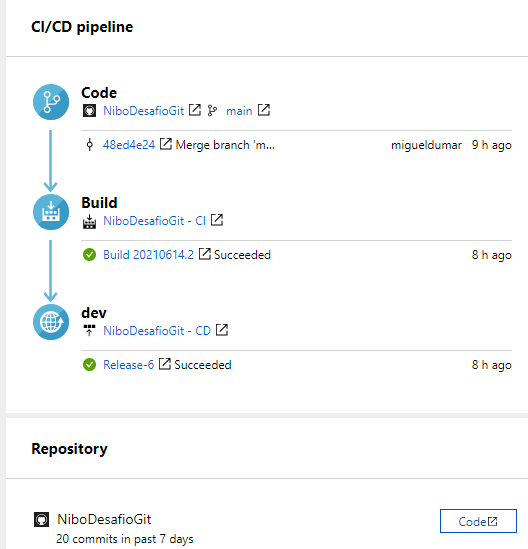 CI/CD pipeline
Code
NiboDesafioGit main
48ed4e24 Merge branch 'm... migueldumar 9 h ago
Build
NiboDesafioGit - CI
Build 20210614.2 Succeeded 8 h ago
dev
NiboDesafioGit - CD
Release-6 Succeeded 8 h ago
Repository
NiboDesafioGit
Code
20 commits in past 7 days